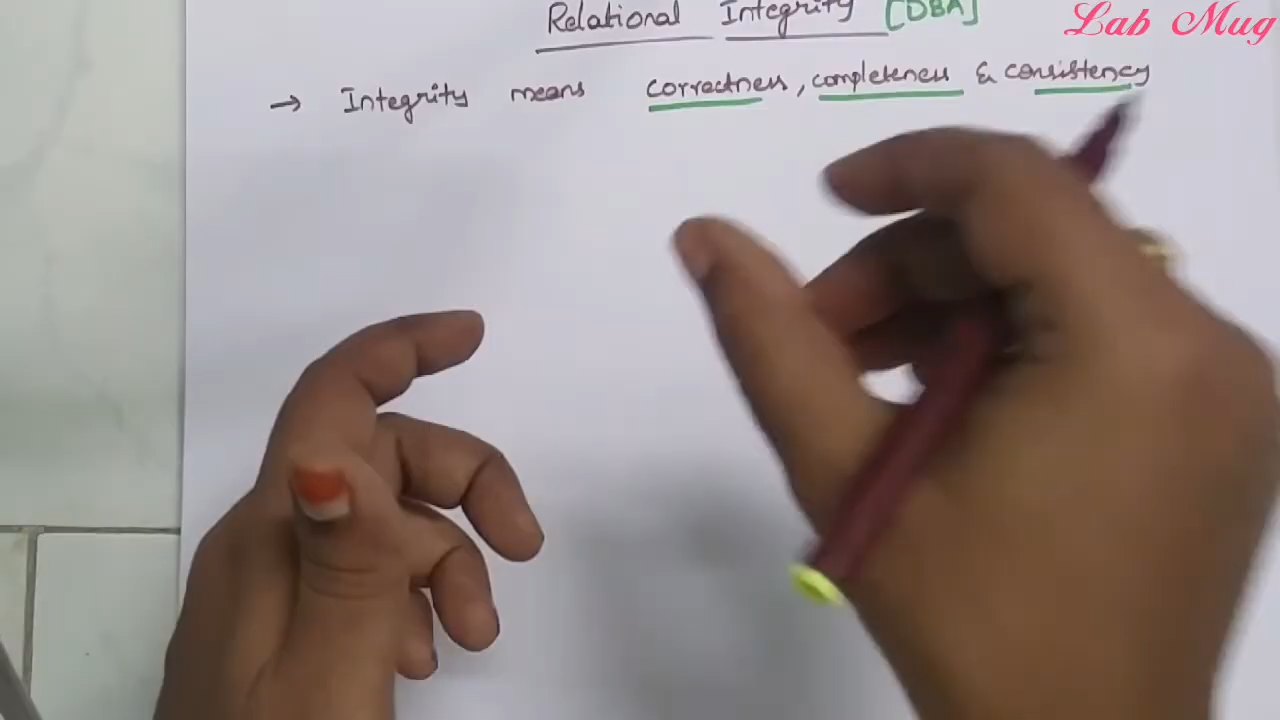 Relational Integrity [DBA]
Lab Mug
→ Integrity means correctness, completeness & consistency